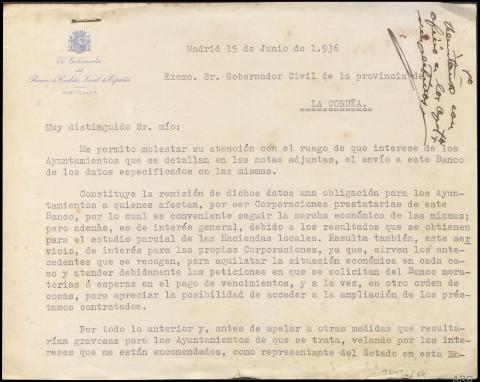 El Gobernador
del
Banco de Crédito Local de España
PARTICULAR
Madrid 15 de Junio de 1.936
Excmo. Sr. Gobernador Civil de la provincia de
LA CORUÑA.
Muy distinguido Sr. mío:
Me permito molestar su atención con el ruego de que interese de los
Ayuntamientos que se detallan en las notas adjuntas, el envío a este Banco
de los datos especificados en las mismas.
Constituye la remisión de dichos datos una obligación para los Ayun-
tamientos a quienes afectan, por ser Corporaciones prestatarias de este
Banco, por lo cual es conveniente seguir la marcha económica de las mismas;
pero además, es de interés general, debido a los resultados que se obtienen
para el estudio parcial de las Haciendas locales. Resulta también, este ser
vicio, de interés para las propias Corporaciones, ya que, sirven los ante-
cedentes que se recogen, para aquilatar la situación económica en cada ca-
so y atender debidamente las peticiones en que se solicitan del Banco mora-
torias ó esperas en el pago de vencimientos, y a la vez, en otro orden de
cosas, para apreciar la posibilidad de acceder a la ampliación de los prés-
tamos contratados.
Por todo lo anterior y, antes de apelar a otras medidas que resulta-
rían gravosas para los Ayuntamientos de que se trata, velando por los inte-
reses que me están encomendados, como representante del Estado en esta En-